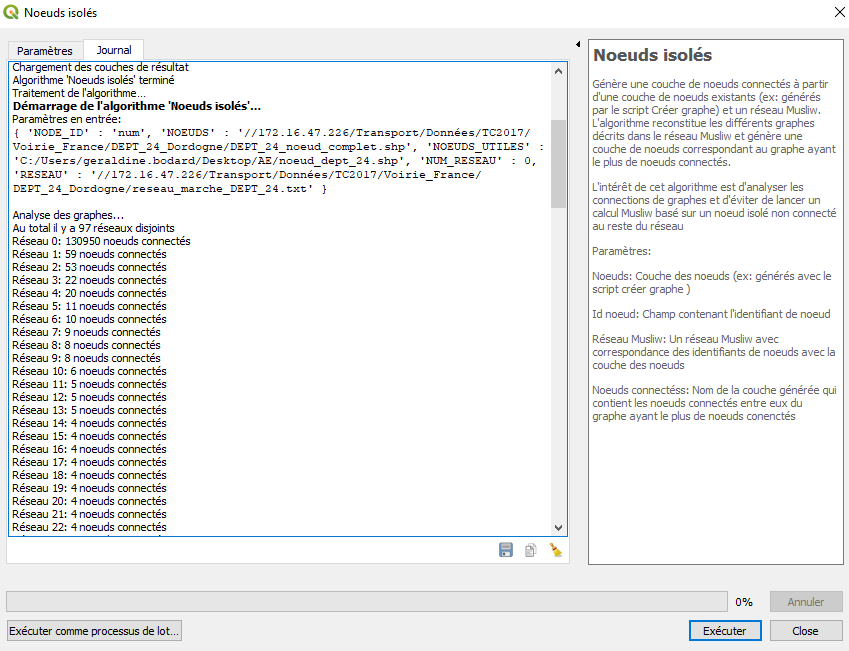 Noeuds isolés
Paramètres
Journal
Chargement des couches de résultat
Algorithme 'Noeuds isolés' terminé
Traitement de l'algorithme…
Démarrage de l'algorithme 'Noeuds isolés'…
Paramètres en entrée:
{ 'NODE_ID' : 'num', 'NOEUDS' : '//172.16.47.226/Transport/Données/TC2017/
Voirie_France/DEPT_24_Dordogne/DEPT_24_noeud_complet.shp', 'NOEUDS_UTILES' :
'C:/Users/geraldine.bodard/Desktop/AE/noeud_dept_24.shp', 'NUM_RESEAU' : 0,
'RESEAU' : '//172.16.47.226/Transport/Données/TC2017/Voirie_France/
DEPT_24_Dordogne/reseau_marche_DEPT_24.txt' }
Analyse des graphes...
Au total il y a 97 réseaux disjoints
Réseau 0: 130950 noeuds connectés
Réseau 1: 59 noeuds connectés
Réseau 2: 53 noeuds connectés
Réseau 3: 22 noeuds connectés
Réseau 4: 20 noeuds connectés
Réseau 5: 11 noeuds connectés
Réseau 6: 10 noeuds connectés
Réseau 7: 9 noeuds connectés
Réseau 8: 8 noeuds connectés
Réseau 9: 8 noeuds connectés
Réseau 10: 6 noeuds connectés
Réseau 11: 5 noeuds connectés
Réseau 12: 5 noeuds connectés
Réseau 13: 5 noeuds connectés
Réseau 14: 4 noeuds connectés
Réseau 15: 4 noeuds connectés
Réseau 16: 4 noeuds connectés
Réseau 17: 4 noeuds connectés
Réseau 18: 4 noeuds connectés
Réseau 19: 4 noeuds connectés
Réseau 20: 4 noeuds connectés
Réseau 21: 4 noeuds connectés
Réseau 22: 4 noeuds connectés
Noeuds isolés
Génère une couche de noeuds connectés à partir
d'une couche de noeuds existants (ex: générés
par le script Créer graphe) et un réseau Musliw.
L'algorithme reconstitue les différents graphes
décrits dans le réseau Musliw et génère une
couche de noeuds correspondant au graphe ayant
le plus de noeuds connectés.
L'intérêt de cet algorithme est d'analyser les
connections de graphes et d'éviter de lancer un
calcul Musliw basé sur un noeud isolé non connecté
au reste du réseau
Paramètres:
Noeuds: Couche des noeuds (ex: générés avec le
script créer graphe )
Id noeud: Champ contenant l'identifiant de noeud
Réseau Musliw: Un réseau Musliw avec
correspondance des identifiants de noeuds avec la
couche des noeuds
Noeuds connectéss: Nom de la couche générée qui
contient les noeuds connectés entre eux du
graphe ayant le plus de noeuds conenctés
0%
Annuler
Exécuter comme processus de lot…
Exécuter
Close